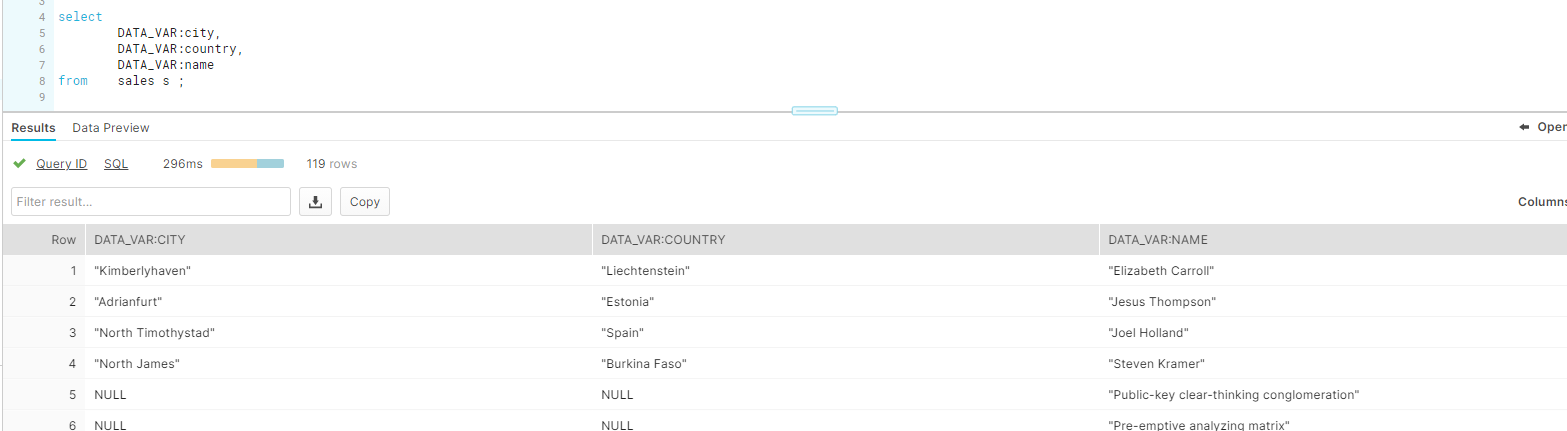 3
4 select
5 DATA_VAR:city,
6 DATA_VAR:country,
7 DATA_VAR:name
8 from sales s ;
9
Results Data Preview Oper
Query ID SQL 296ms 119 rows
Filter result... Copy Columns
Row DATA_VAR:CITY DATA_VAR:COUNTRY DATA_VAR:NAME
1 "Kimberlyhaven" "Liechtenstein" "Elizabeth Carroll"
2 "Adrianfurt" "Estonia" "Jesus Thompson"
3 "North Timothystad" "Spain" "Joel Holland"
4 "North James" "Burkina Faso" "Steven Kramer"
5 NULL NULL "Public-key clear-thinking conglomeration"
6 NULL NULL "Pre-emptive analyzing matrix"